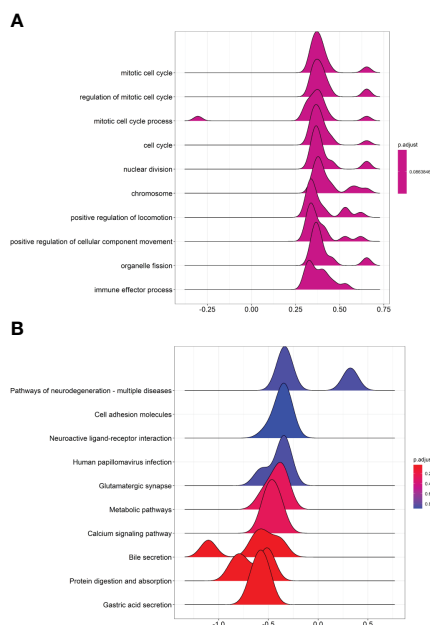 A
mitotic cell cycle
regulation of mitotic cell cycle
mitotic cell cycle process
cell cycle
nuclear division
chromosome
positive regulation of locomotion
positive regulation of cellular component movement
organelle fission
immune effector process
-0.25
0.00
0.25
0.50
0.75
p.adjust
B
Pathways of neurodegeneration - multiple diseases
Cell adhesion molecules
Neuroactive ligand-receptor interaction
Human papillomavirus infection
Glutamatergic synapse
Metabolic pathways
Calcium signaling pathway
Bile secretion
Protein digestion and absorption
Gastric acid secretion
-1.0
-0.5
0.0
0.5
p.adjust